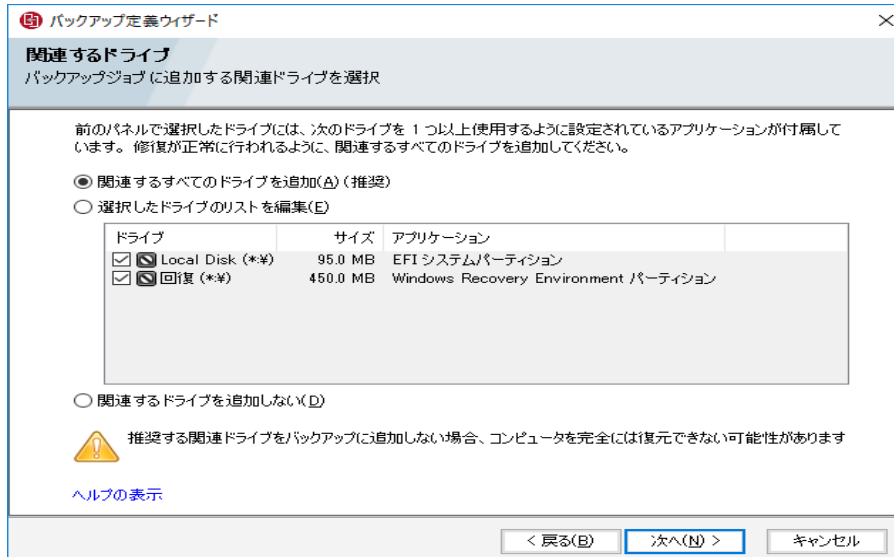 バックアップ定義ウィザード
関連するドライブ
バックアップジョブに追加する関連ドライブを選択
前のパネルで選択したドライブには、次のドライブを 1 つ以上使用するように設定されているアプリケーションが付属して
います。修復が正常に行われるように、関連するすべてのドライブを追加してください。
関連するすべてのドライブを追加(A) (推奨)
選択したドライブのリストを編集(E)
ドライブ サイズ アプリケーション
Local Disk (*:¥) 95.0 MB EFI システムパーティション
回復 (*:¥) 450.0 MB Windows Recovery Environment パーティション
関連するドライブを追加しない(D)
推奨する関連ドライブをバックアップに追加しない場合、コンピュータを完全には復元できない可能性があります
ヘルプの表示
< 戻る(B) 次へ(N) > キャンセル